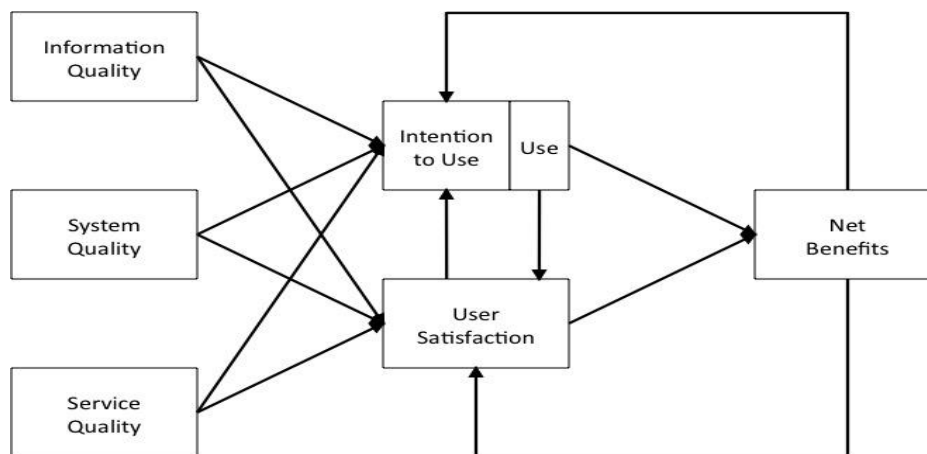 Information
Quality
Intention
to Use
Use
System
Quality
Net
Benefits
User
Satisfaction
Service
Quality